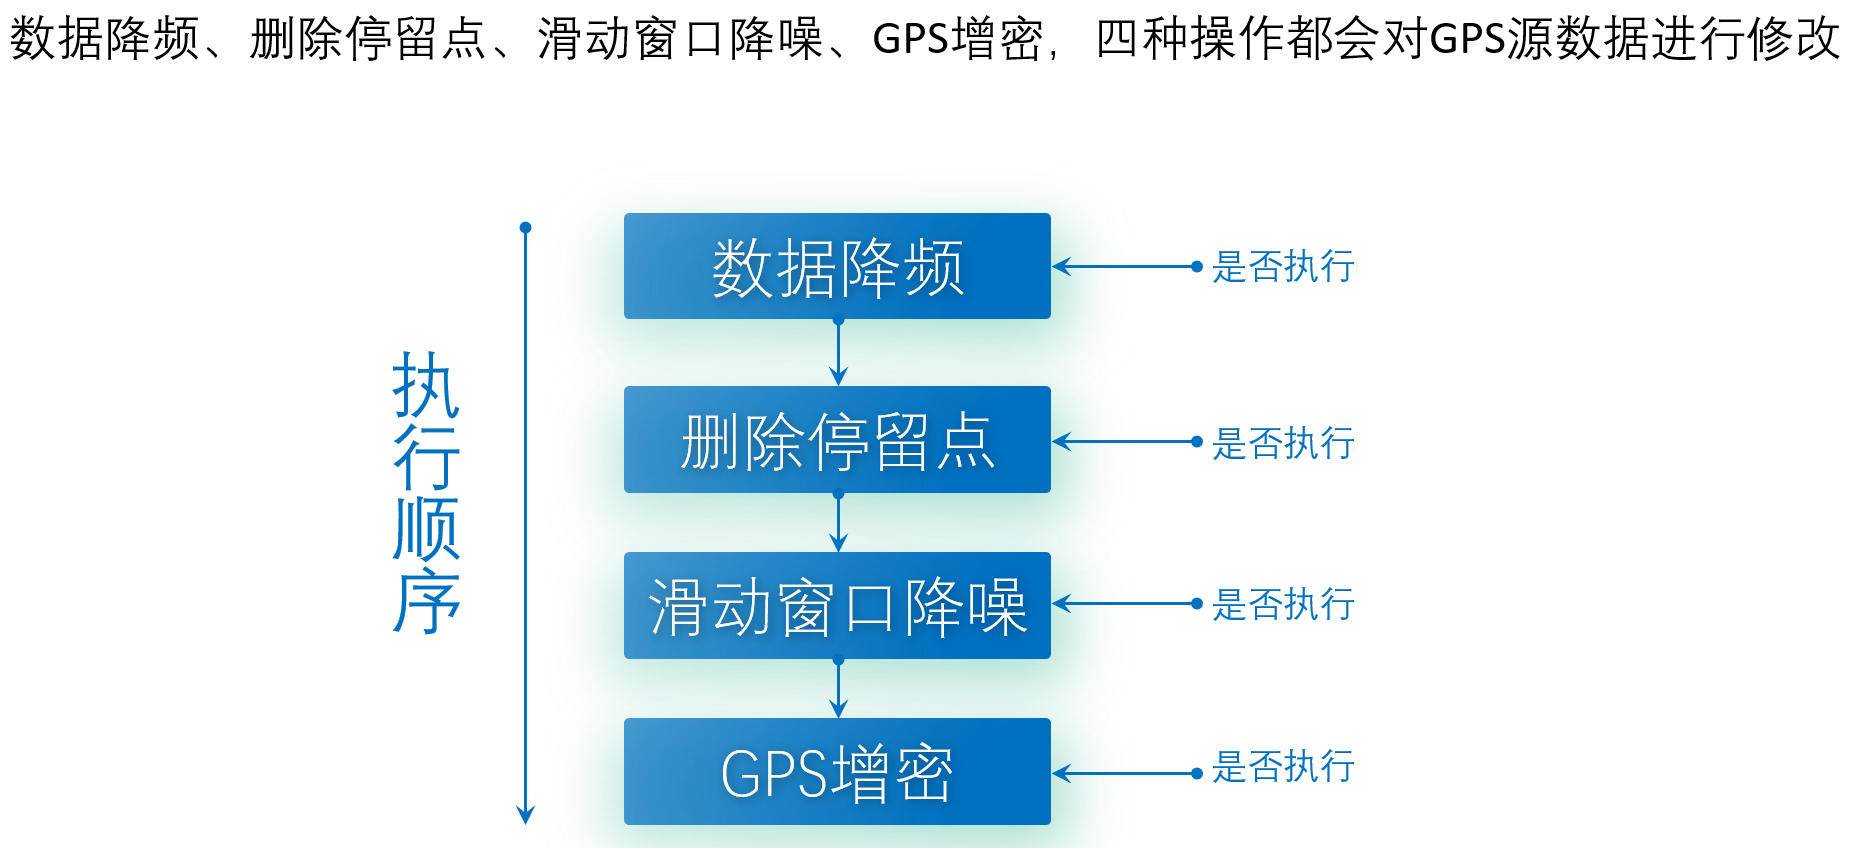 数据降频、删除停留点、滑动窗口降噪、GPS增密，四种操作都会对GPS源数据进行修改
执行顺序
数据降频
是否执行
删除停留点
是否执行
滑动窗口降噪
是否执行
GPS增密
是否执行